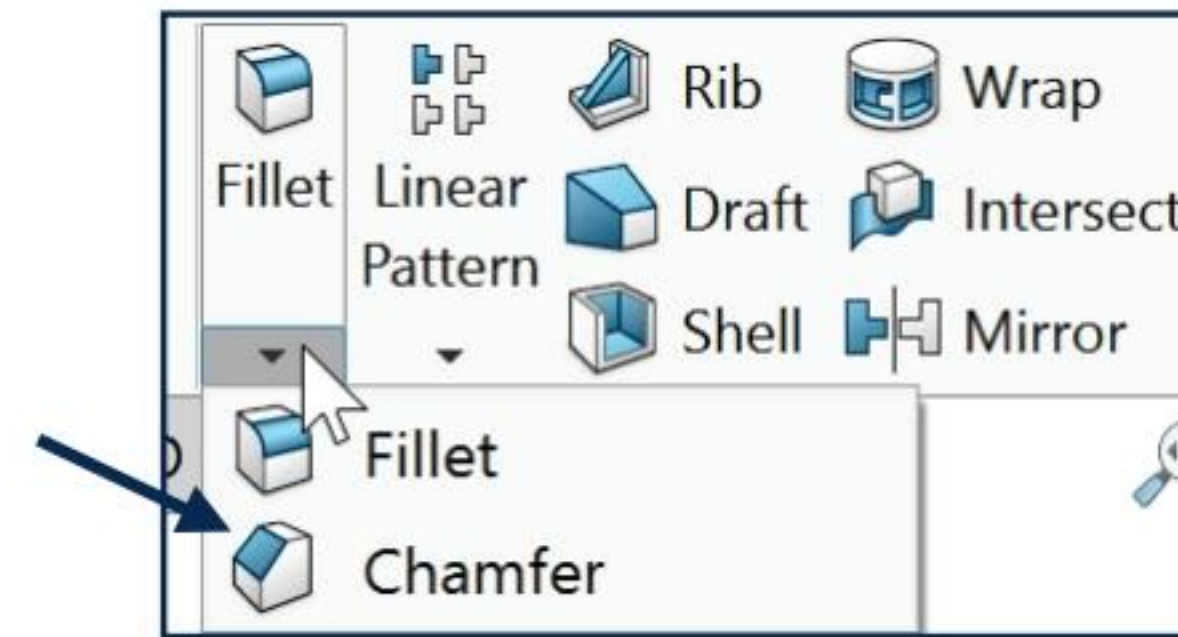 Fillet
Linear
Pattern
Rib
Draft
Shell
Wrap
Intersect
Mirror
Fillet
Chamfer